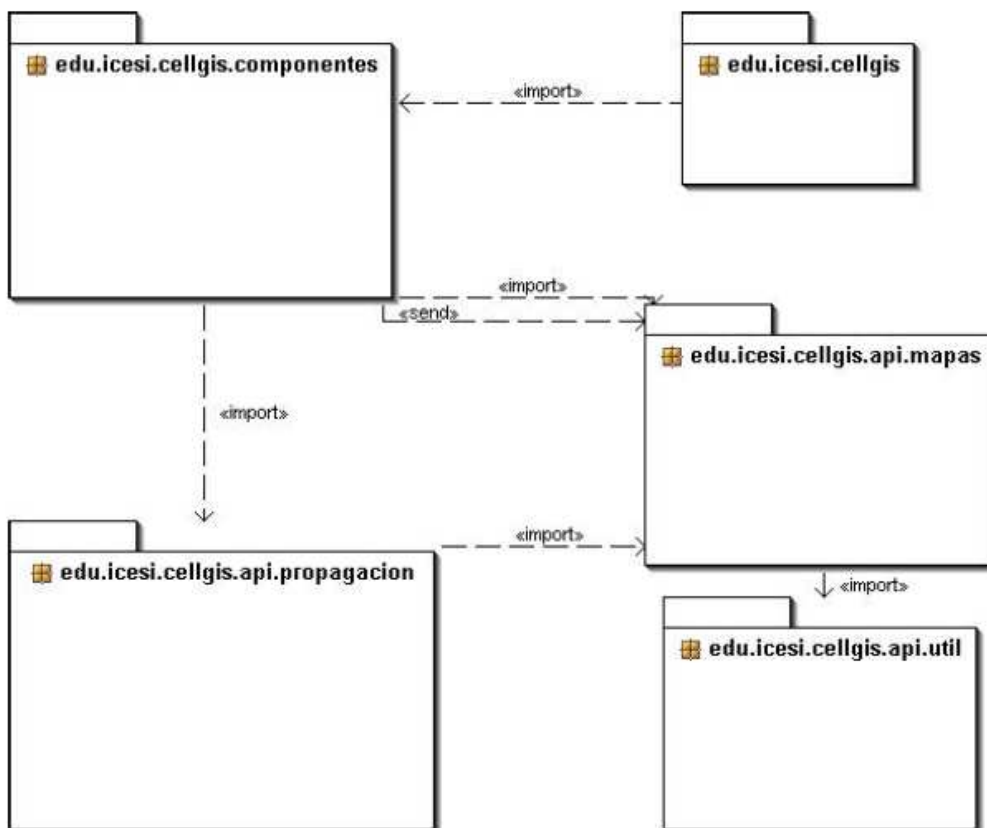 edu.icesi.cellgis.componentes
edu.icesi.cellgis
«import»
«import»
«send»
edu.icesi.cellgis.api.mapas
«import»
«import»
edu.icesi.cellgis.api.propagacion
«import»
edu.icesi.cellgis.api.util